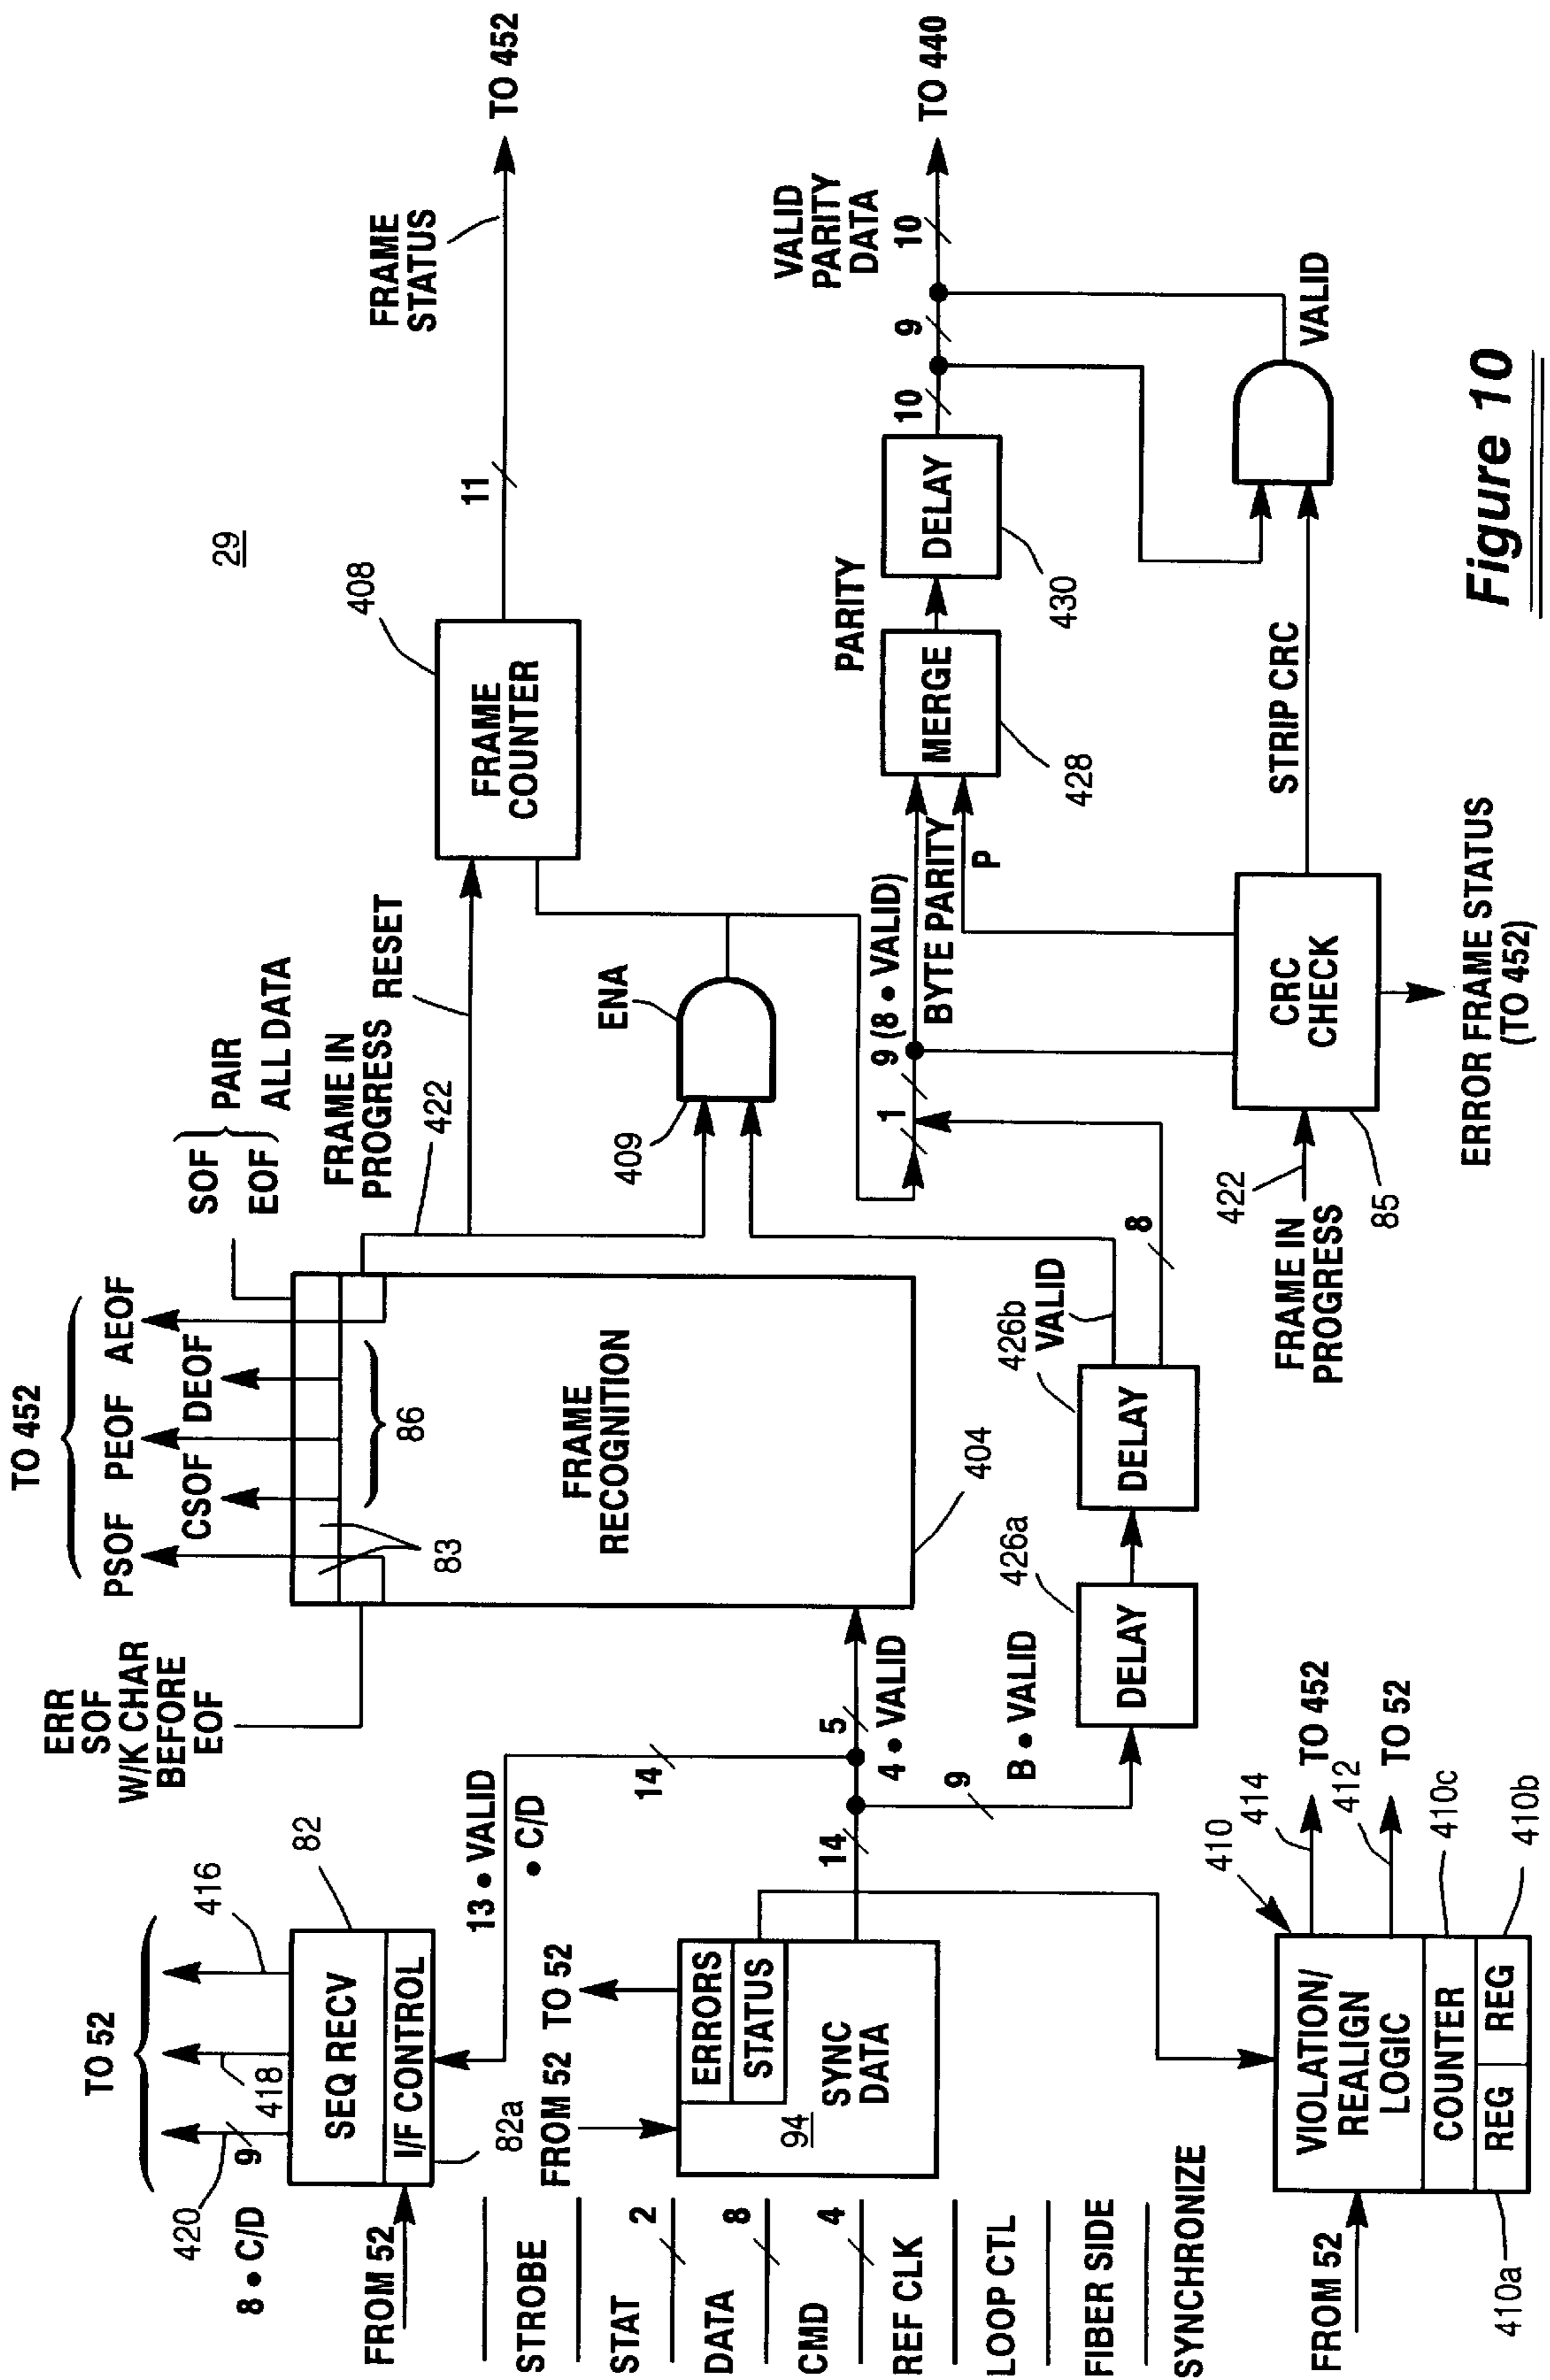 TO 52
416
418
420
9
8 • C/D
FROM 52
SEQ RECV
I/F CONTROL
82
82a
13 • VALID
• C/D
14
ERR
SOF
W/K CHAR
BEFORE
EOF
TO 452
PSOF
CSOF
PEOF
DEOF
AEOF
83
86
SOF
EOF
PAIR
ALL DATA
FRAME
RECOGNITION
404
FRAME IN
PROGRESS
422
RESET
408
FRAME
COUNTER
29
11
FRAME
STATUS
TO 452
STROBE
STAT
2
DATA
8
CMD
4
REF CLK
LOOP CTL
FIBER SIDE
SYNCHRONIZE
FROM 52
TO 52
ERRORS
STATUS
94
SYNC
DATA
14
5
4 • VALID
9
B • VALID
426a
DELAY
426b
DELAY
VALID
8
409
ENA
1
9 (8 • VALID)
BYTE PARITY
P
MERGE
428
PARITY
DELAY
430
10
9
10
VALID
PARITY
DATA
TO 440
FROM 52
VIOLATION/
REALIGN
LOGIC
COUNTER
REG
REG
410
410a
410b
410c
414
TO 452
412
TO 52
FRAME IN
PROGRESS
422
85
CRC
CHECK
ERROR FRAME STATUS
(TO 452)
STRIP CRC
VALID
Figure 10